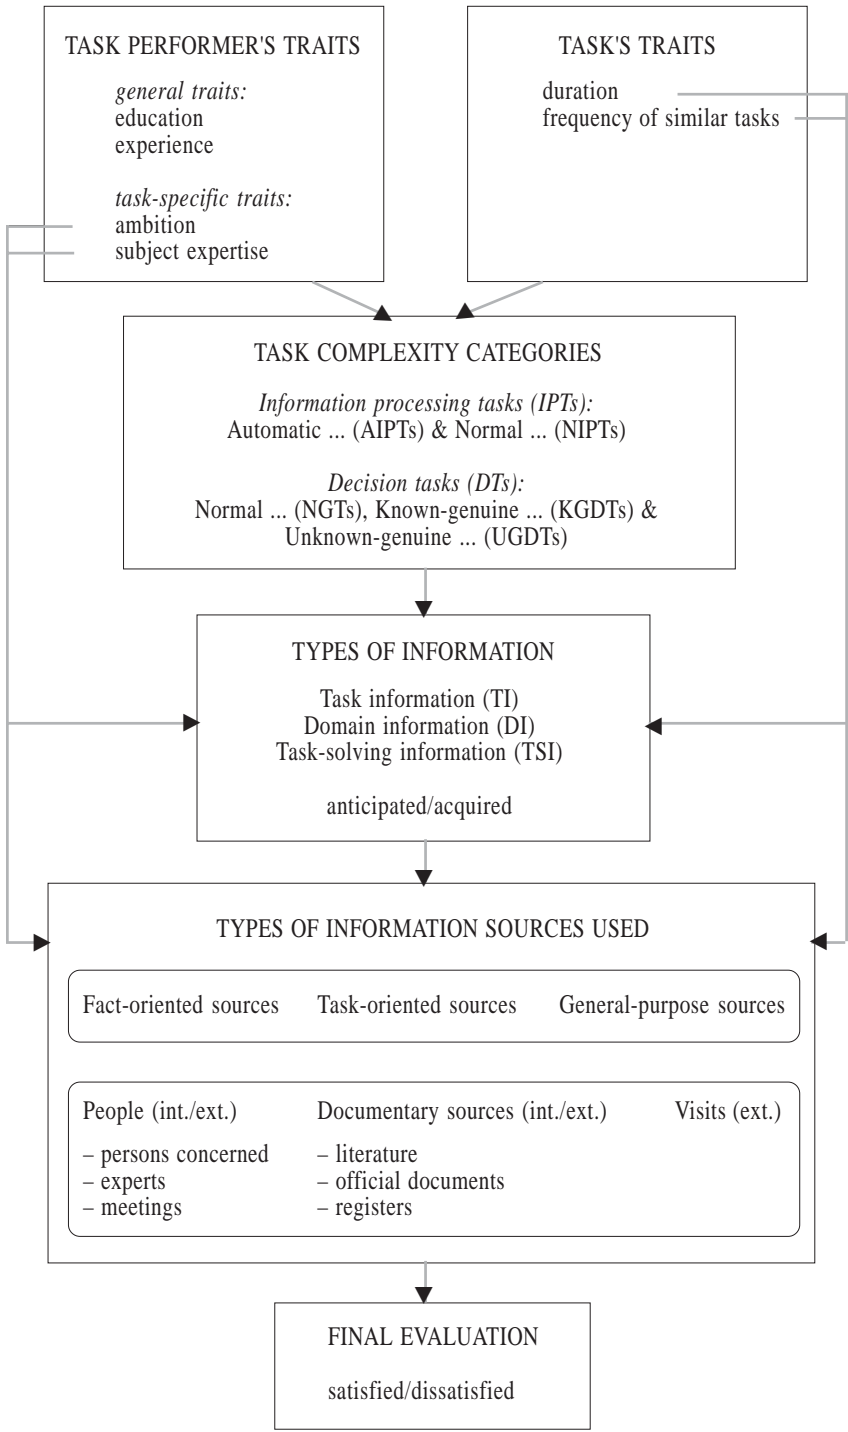 TASK PERFORMER'S TRAITS
general traits:
education
experience
task-specific traits:
ambition
subject expertise
TASK'S TRAITS
duration
frequency of similar tasks
TASK COMPLEXITY CATEGORIES
Information processing tasks (IPTs):
Automatic ... (AIPTs) & Normal ... (NIPTs)
Decision tasks (DTs):
Normal ... (NGTs), Known-genuine ... (KGDTs) &
Unknown-genuine ... (UGDTs)
TYPES OF INFORMATION
Task information (TI)
Domain information (DI)
Task-solving information (TSI)
anticipated/acquired
TYPES OF INFORMATION SOURCES USED
Fact-oriented sources Task-oriented sources General-purpose sources
People (int./ext.)
– persons concerned
– experts
– meetings
Documentary sources (int./ext.)
– literature
– official documents
– registers
Visits (ext.)
FINAL EVALUATION
satisfied/dissatisfied